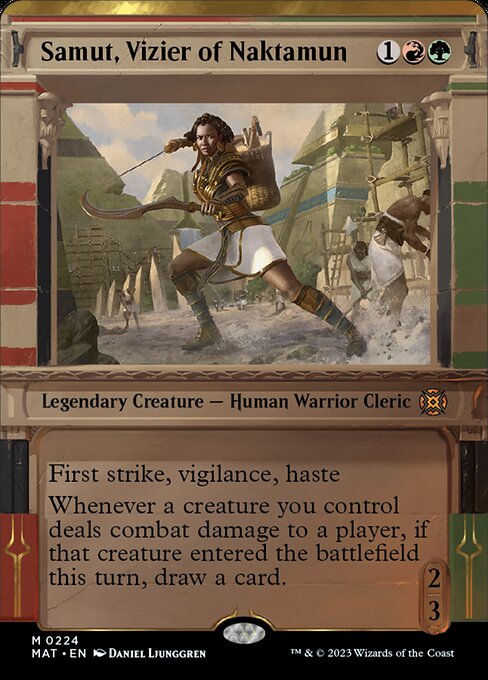 Samut, Vizier of Naktamun 1
Legendary Creature — Human Warrior Cleric
First strike, vigilance, haste
Whenever a creature you control
deals combat damage to a player, if
that creature entered the battlefield
this turn, draw a card.
2
3
M 0224
MAT • EN Daniel Ljunggren ™ & © 2023 Wizards of the Coast